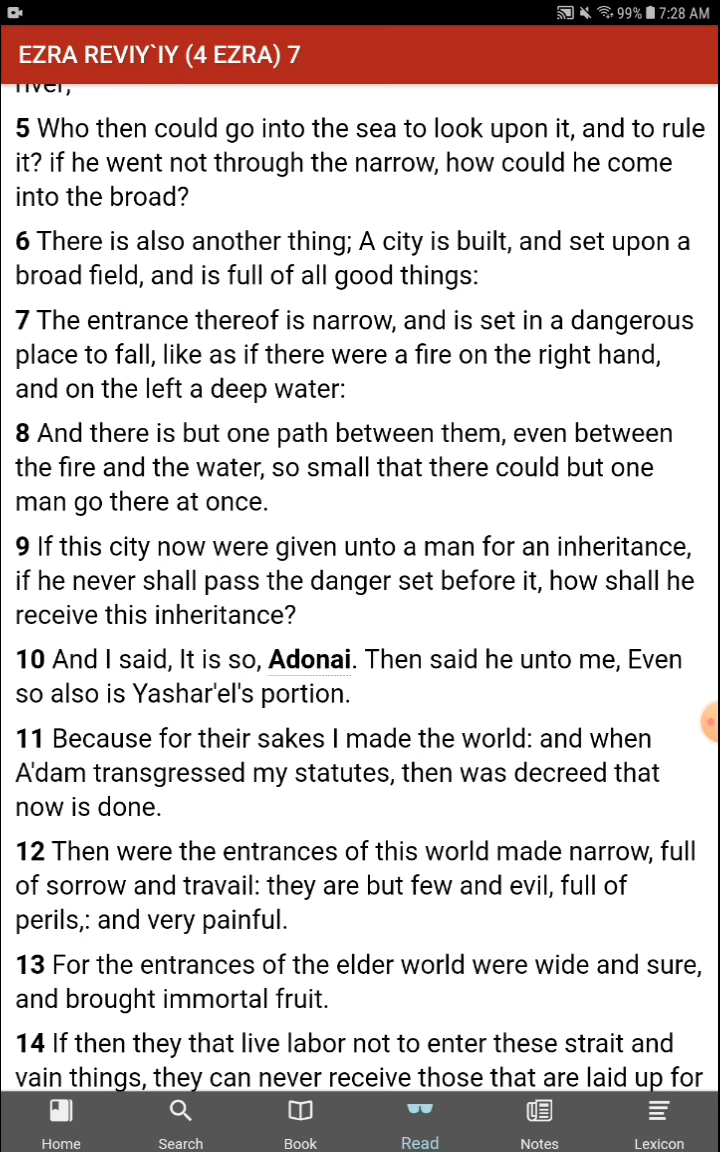 99% 7:28 AM
EZRA REVIY`IY (4 EZRA) 7
river;
5 Who then could go into the sea to look upon it, and to rule
it? if he went not through the narrow, how could he come
into the broad?
6 There is also another thing; A city is built, and set upon a
broad field, and is full of all good things:
7 The entrance thereof is narrow, and is set in a dangerous
place to fall, like as if there were a fire on the right hand,
and on the left a deep water:
8 And there is but one path between them, even between
the fire and the water, so small that there could but one
man go there at once.
9 If this city now were given unto a man for an inheritance,
if he never shall pass the danger set before it, how shall he
receive this inheritance?
10 And I said, It is so, Adonai. Then said he unto me, Even
so also is Yashar'el's portion.
11 Because for their sakes I made the world: and when
A'dam transgressed my statutes, then was decreed that
now is done.
12 Then were the entrances of this world made narrow, full
of sorrow and travail: they are but few and evil, full of
perils,: and very painful.
13 For the entrances of the elder world were wide and sure,
and brought immortal fruit.
14 If then they that live labor not to enter these strait and
vain things, they can never receive those that are laid up for
Home Search Book Read Notes Lexicon